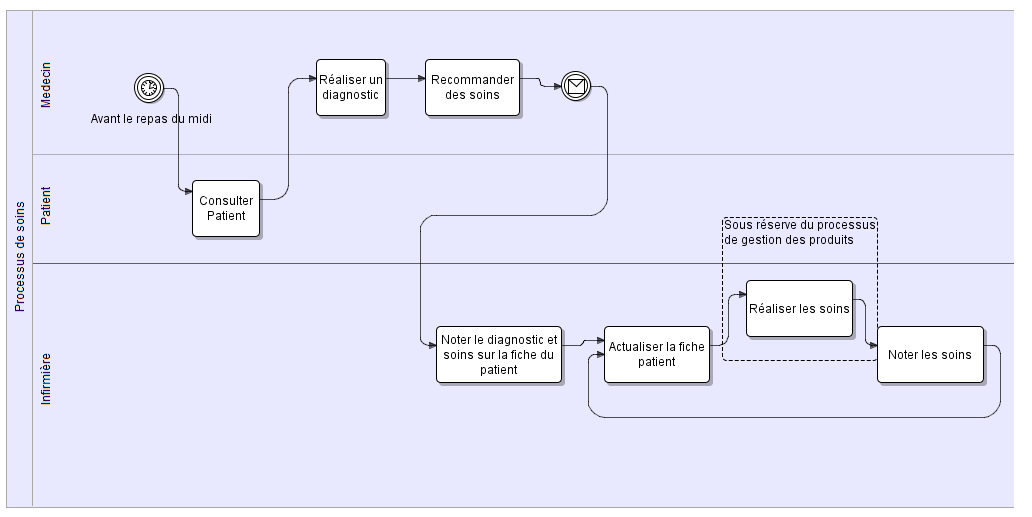 Processus de soins
Medecin
Avant le repas du midi
Réaliser un
diagnostic
Recommander
des soins
Patient
Consulter
Patient
Sous réserve du processus
de gestion des produits
Infirmière
Noter le diagnostic et
soins sur la fiche du
patient
Actualiser la fiche
patient
Réaliser les soins
Noter les soins